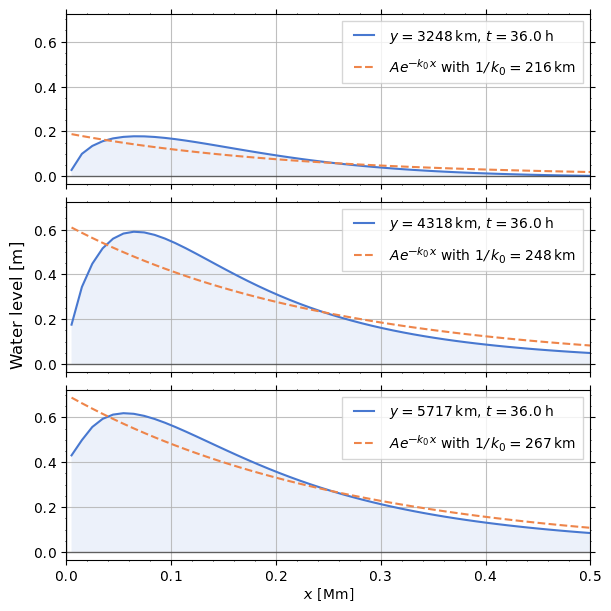 0.6
0.4
0.2
0.0
y = 3248 km, t = 36.0 h
Ae^{-k_0x} with 1/k_0 = 216 km
0.6
0.4
0.2
0.0
y = 4318 km, t = 36.0 h
Ae^{-k_0x} with 1/k_0 = 248 km
Water level [m]
0.6
0.4
0.2
0.0
y = 5717 km, t = 36.0 h
Ae^{-k_0x} with 1/k_0 = 267 km
0.0 0.1 0.2 0.3 0.4 0.5
x [Mm]